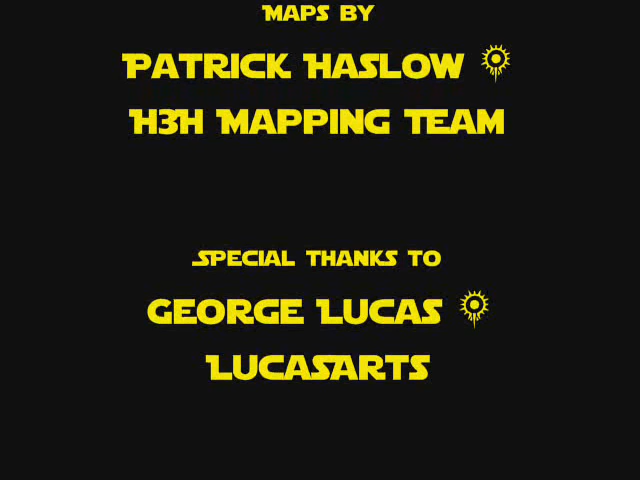 MAPS BY
PATRICK HASLOW
H3H MAPPING TEAM
SPECIAL THANKS TO
GEORGE LUCAS
LUCASARTS